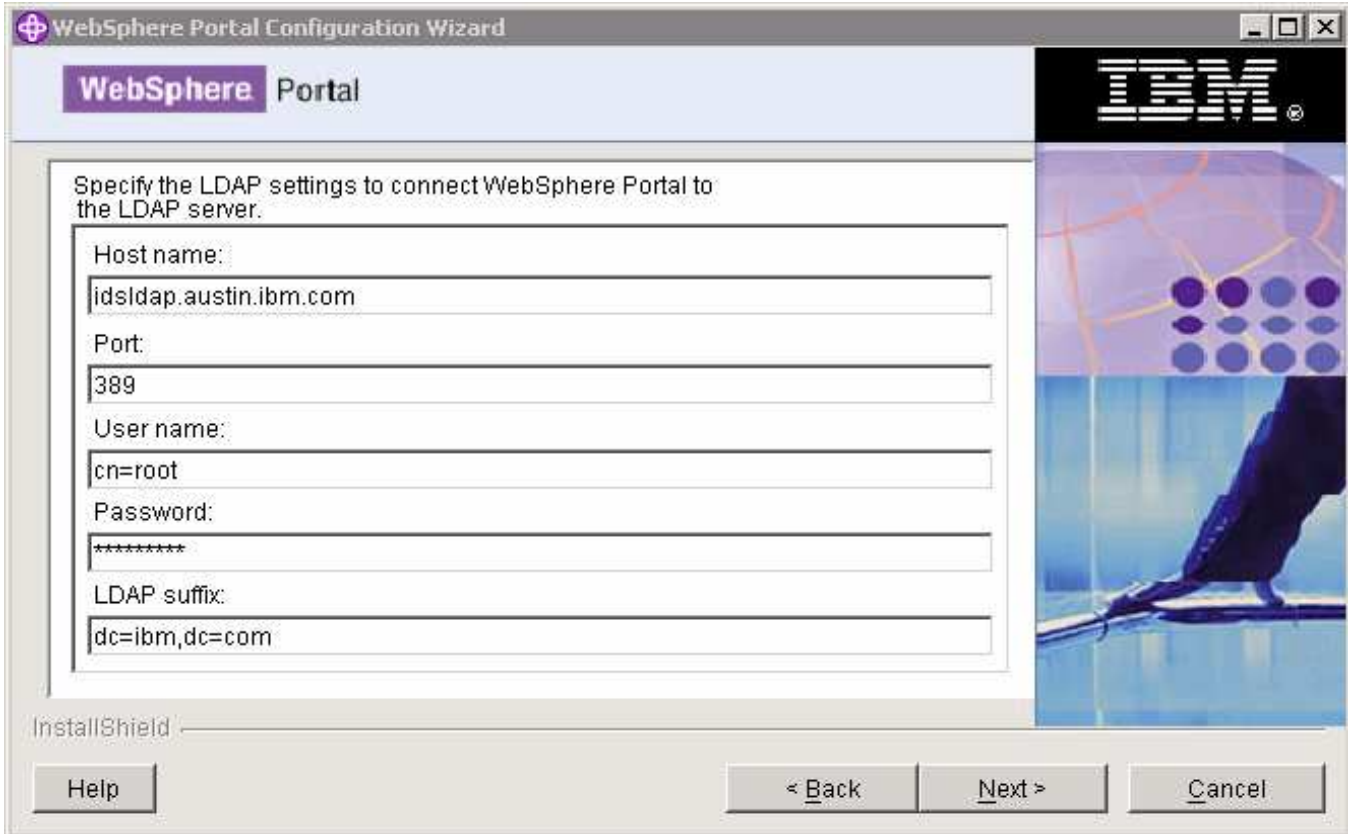 WebSphere Portal Configuration Wizard
WebSphere Portal
IBM®
Specify the LDAP settings to connect WebSphere Portal to
the LDAP server.
Host name:
idsldap.austin.ibm.com
Port:
389
User name:
cn=root
Password:
*********
LDAP suffix:
dc=ibm,dc=com
InstallShield
Help
< Back
Next >
Cancel